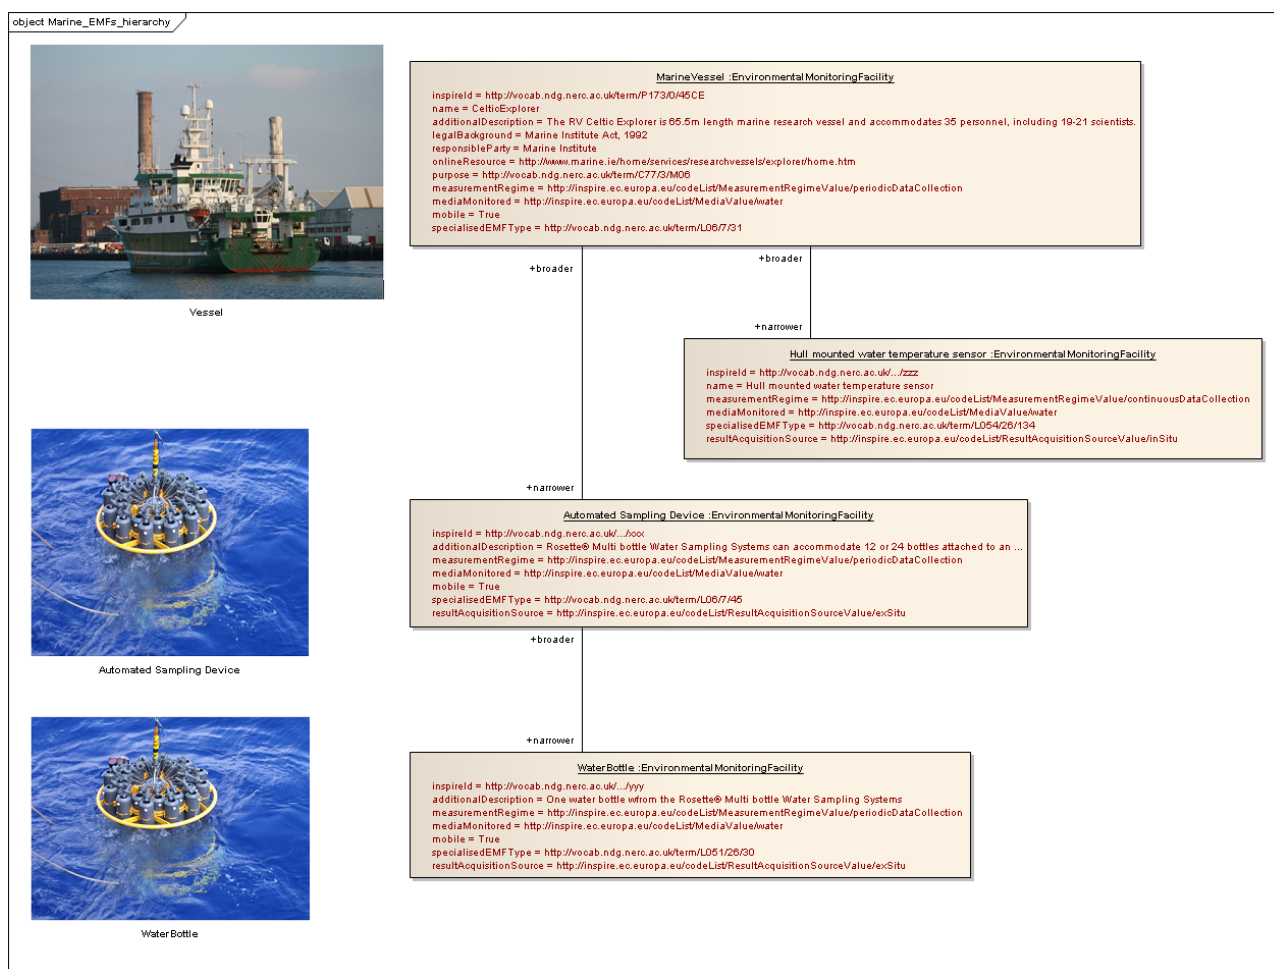 object Marine_EMFs_hierarchy
Vessel
MarineVessel :EnvironmentalMonitoringFacility
inspireId = http://vocab.ndg.nerc.ac.uk/term/P173/0/45CE
name = CelticExplorer
additionalDescription = The RV Celtic Explorer is 65.5m length marine research vessel and accommodates 35 personnel, including 19-21 scientists.
legalBackground = Marine Institute Act, 1992
responsibleParty = Marine Institute
onlineResource = http://www.marine.ie/home/services/researchvessels/explorer/home.htm
purpose = http://vocab.ndg.nerc.ac.uk/term/C77/3/M06
measurementRegime = http://inspire.ec.europa.eu/codeList/MeasurementRegimeValue/periodicDataCollection
mediaMonitored = http://inspire.ec.europa.eu/codeList/MediaValue/water
mobile = True
specialisedEMFType = http://vocab.ndg.nerc.ac.uk/term/L06/7/31
+broader
+broader
+narrower
Hull mounted water temperature sensor :EnvironmentalMonitoringFacility
inspireId = http://vocab.ndg.nerc.ac.uk/.../zzz
name = Hull mounted water temperature sensor
measurementRegime = http://inspire.ec.europa.eu/codeList/MeasurementRegimeValue/continuousDataCollection
mediaMonitored = http://inspire.ec.europa.eu/codeList/MediaValue/water
specialisedEMFType = http://vocab.ndg.nerc.ac.uk/term/L054/26/134
resultAcquisitionSource = http://inspire.ec.europa.eu/codeList/ResultAcquisitionSourceValue/inSitu
+narrower
Automated Sampling Device :EnvironmentalMonitoringFacility
inspireId = http://vocab.ndg.nerc.ac.uk/.../xxx
additionalDescription = Rosette® Multi bottle Water Sampling Systems can accommodate 12 or 24 bottles attached to an ...
measurementRegime = http://inspire.ec.europa.eu/codeList/MeasurementRegimeValue/periodicDataCollection
mediaMonitored = http://inspire.ec.europa.eu/codeList/MediaValue/water
mobile = True
specialisedEMFType = http://vocab.ndg.nerc.ac.uk/term/L06/7/45
resultAcquisitionSource = http://inspire.ec.europa.eu/codeList/ResultAcquisitionSourceValue/exSitu
Automated Sampling Device
+broader
+narrower
WaterBottle :EnvironmentalMonitoringFacility
inspireId = http://vocab.ndg.nerc.ac.uk/.../yyy
additionalDescription = One water bottle wfrom the Rosette® Multi bottle Water Sampling Systems
measurementRegime = http://inspire.ec.europa.eu/codeList/MeasurementRegimeValue/periodicDataCollection
mediaMonitored = http://inspire.ec.europa.eu/codeList/MediaValue/water
mobile = True
specialisedEMFType = http://vocab.ndg.nerc.ac.uk/term/L051/26/30
resultAcquisitionSource = http://inspire.ec.europa.eu/codeList/ResultAcquisitionSourceValue/exSitu
WaterBottle